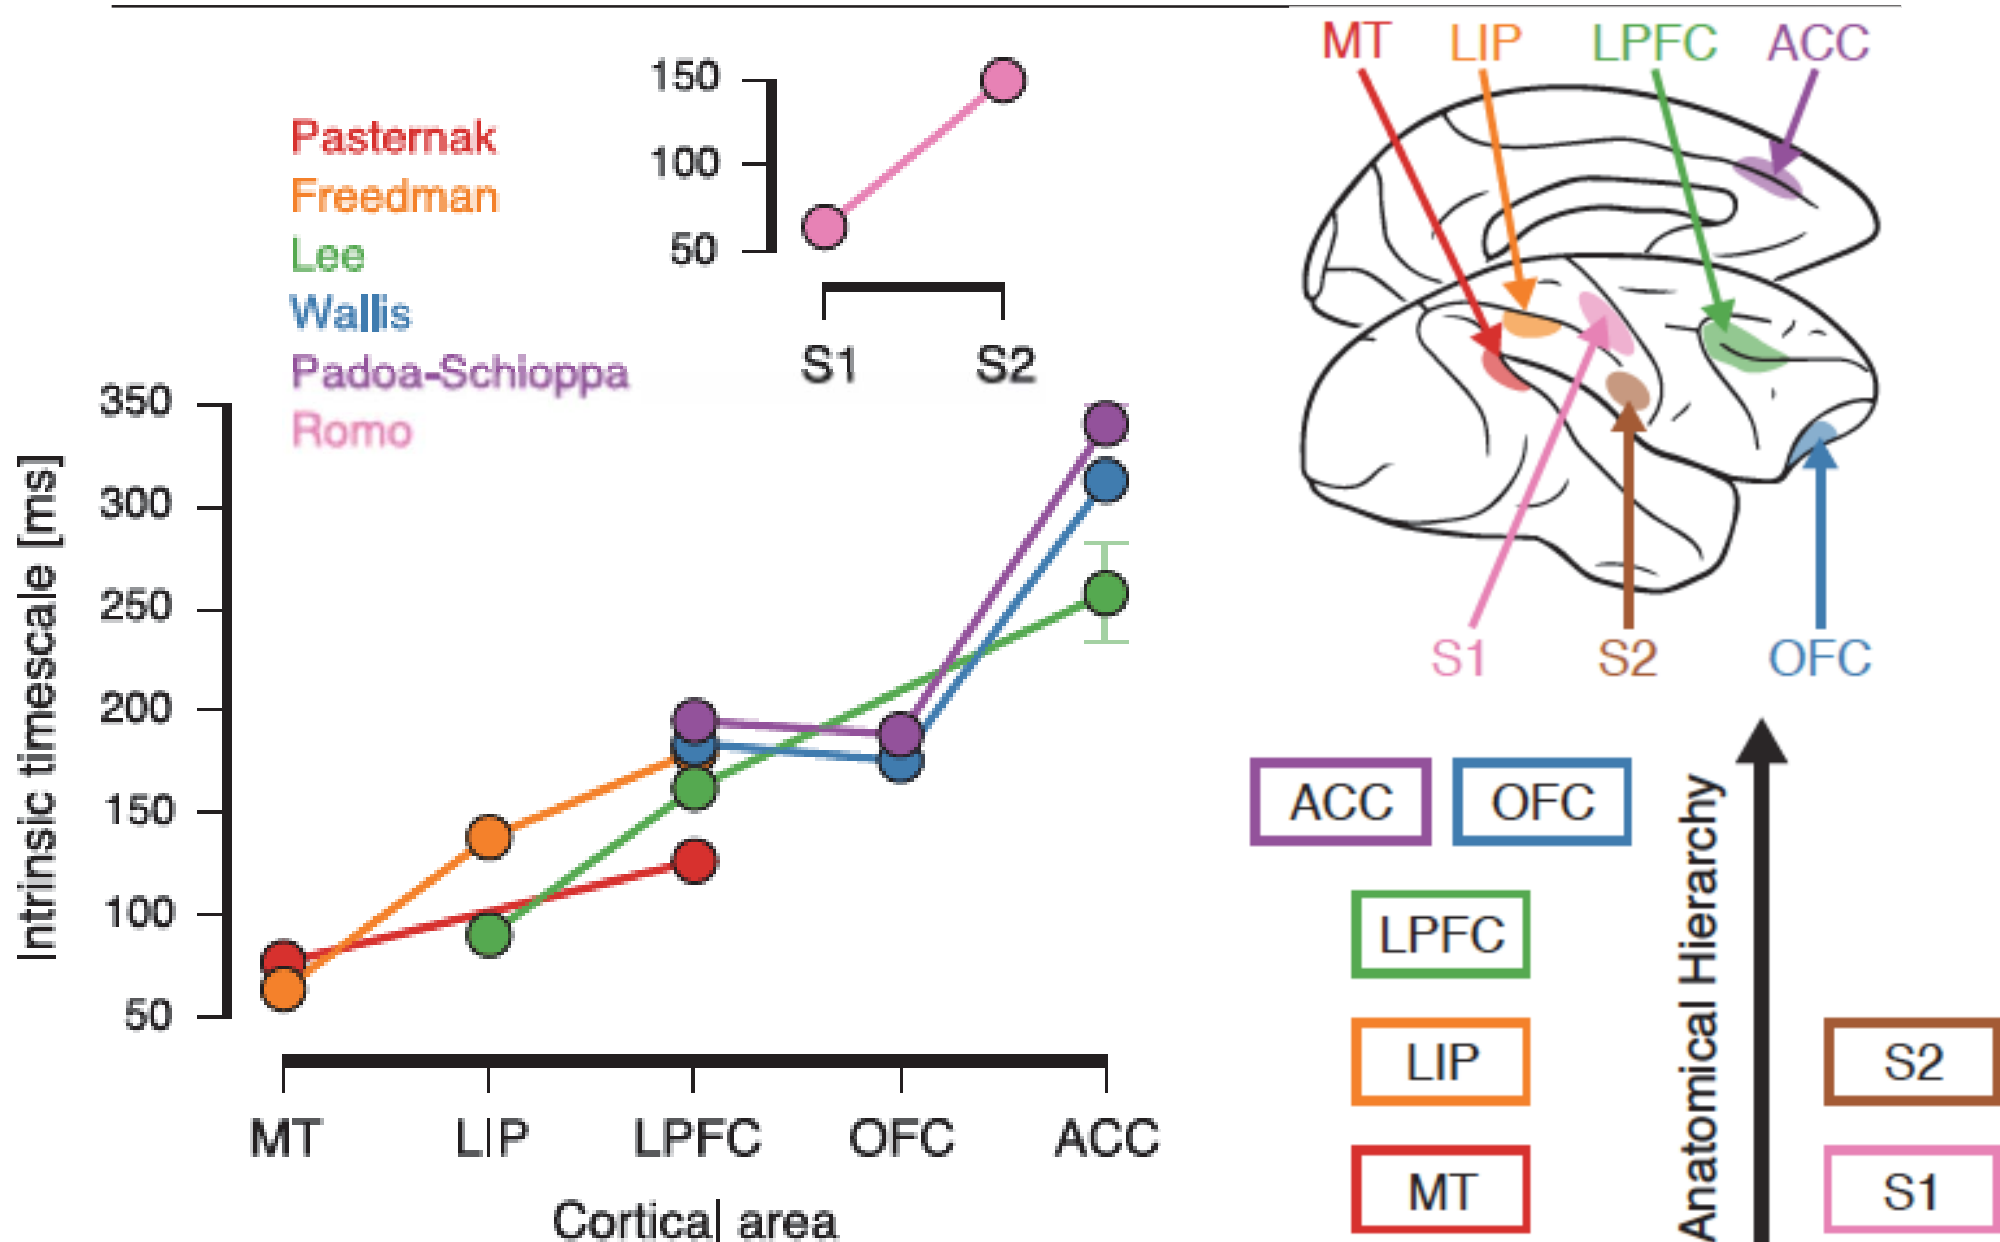 Pasternak
Freedman
Lee
Wallis
Padoa-Schioppa
Romo
150
100
50
S1 S2
350
300
250
200
150
100
50
Intrinsic timescale [ms]
MT LIP LPFC OFC ACC
Cortical area
MT LIP LPFC ACC
S1 S2 OFC
ACC OFC
LPFC
LIP
MT
Anatomical Hierarchy
S2
S1